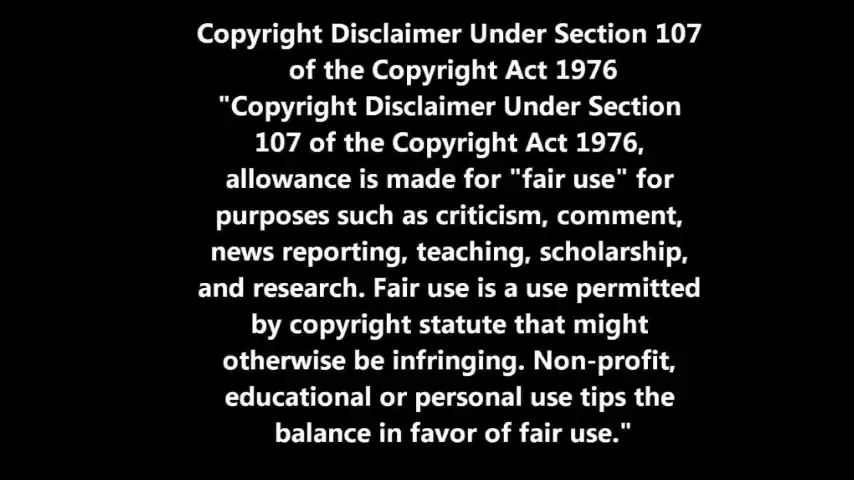 Copyright Disclaimer Under Section 107
of the Copyright Act 1976
"Copyright Disclaimer Under Section
107 of the Copyright Act 1976,
allowance is made for "fair use" for
purposes such as criticism, comment,
news reporting, teaching, scholarship,
and research. Fair use is a use permitted
by copyright statute that might
otherwise be infringing. Non-profit,
educational or personal use tips the
balance in favor of fair use."